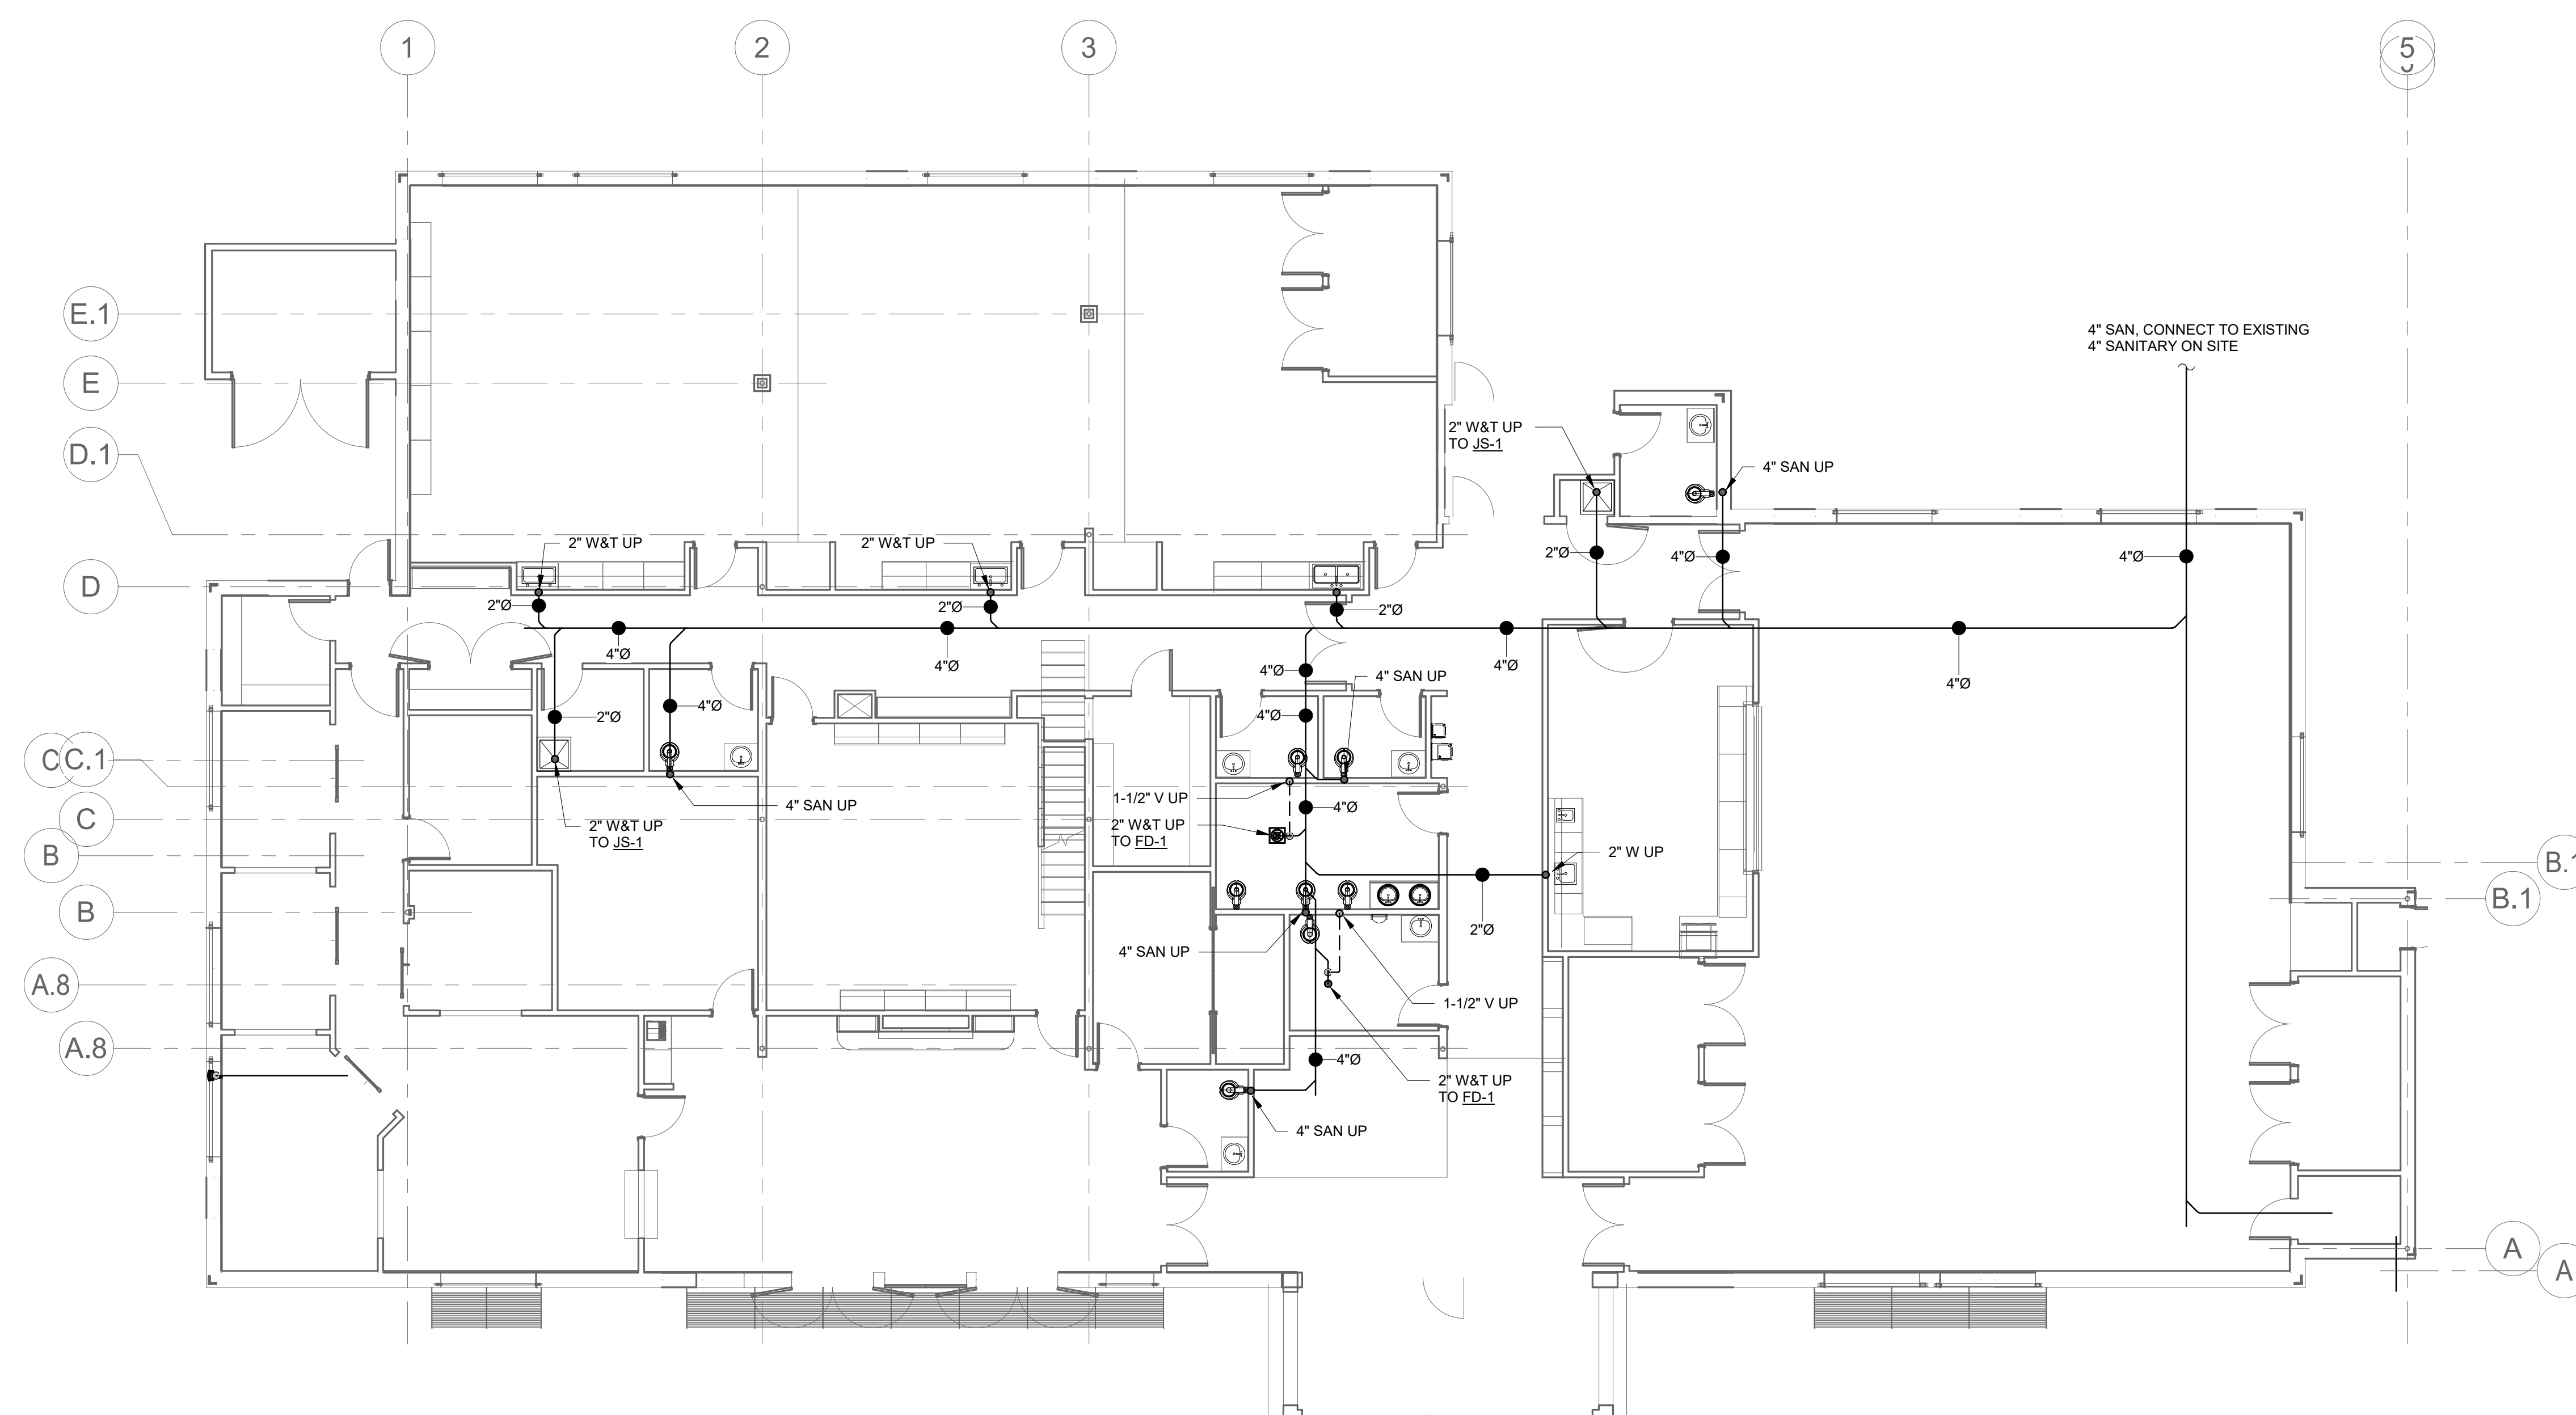 1
2
3
5
E.1
E
D.1
D
C
C.1
C
B
B
A.8
A.8
B.1
B.1
A
A
4" SAN, CONNECT TO EXISTING
4" SANITARY ON SITE
2" W&T UP
TO JS-1
4" SAN UP
2" W&T UP
2" W&T UP
2"Ø
4"Ø
4"Ø
2"Ø
2"Ø
2"Ø
4"Ø
4"Ø
4"Ø
4"Ø
4"Ø
4" SAN UP
2"Ø
4"Ø
4"Ø
4" SAN UP
1-1/2" V UP
4"Ø
2" W&T UP
TO JS-1
2" W&T UP
TO FD-1
2" W UP
2"Ø
4" SAN UP
1-1/2" V UP
4"Ø
2" W&T UP
TO FD-1
4" SAN UP